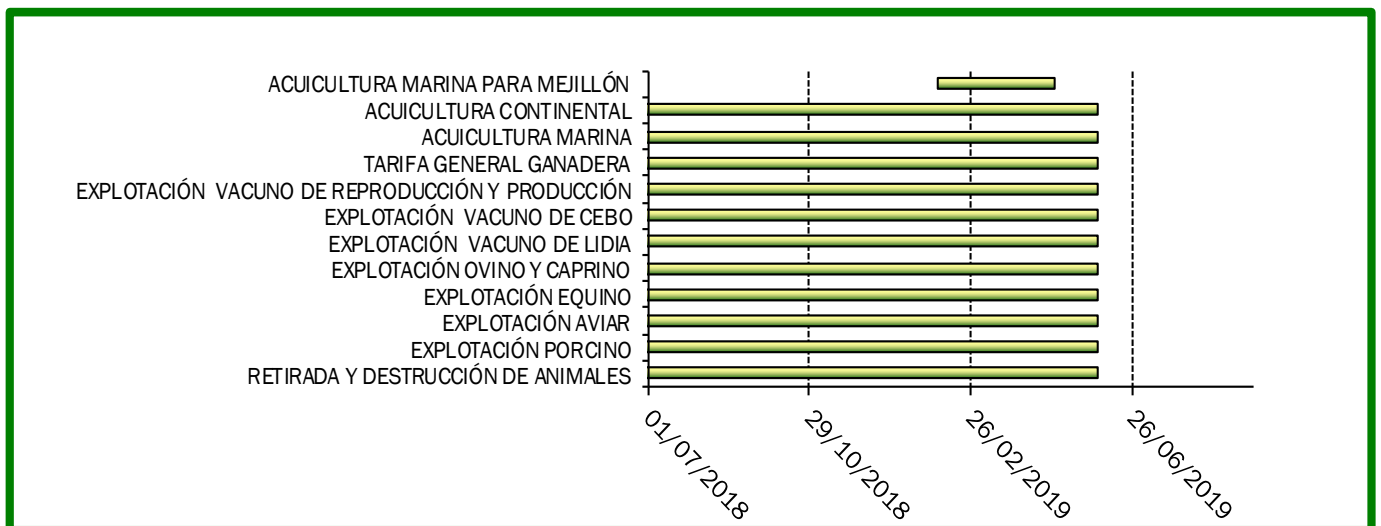 ACUICULTURA MARINA PARA MEJILLÓN
ACUICULTURA CONTINENTAL
ACUICULTURA MARINA
TARIFA GENERAL GANADERA
EXPLOTACIÓN VACUNO DE REPRODUCCIÓN Y PRODUCCIÓN
EXPLOTACIÓN VACUNO DE CEBO
EXPLOTACIÓN VACUNO DE LIDIA
EXPLOTACIÓN OVINO Y CAPRINO
EXPLOTACIÓN EQUINO
EXPLOTACIÓN AVIAR
EXPLOTACIÓN PORCINO
RETIRADA Y DESTRUCCIÓN DE ANIMALES
01/07/2018
29/10/2018
26/02/2019
26/06/2019